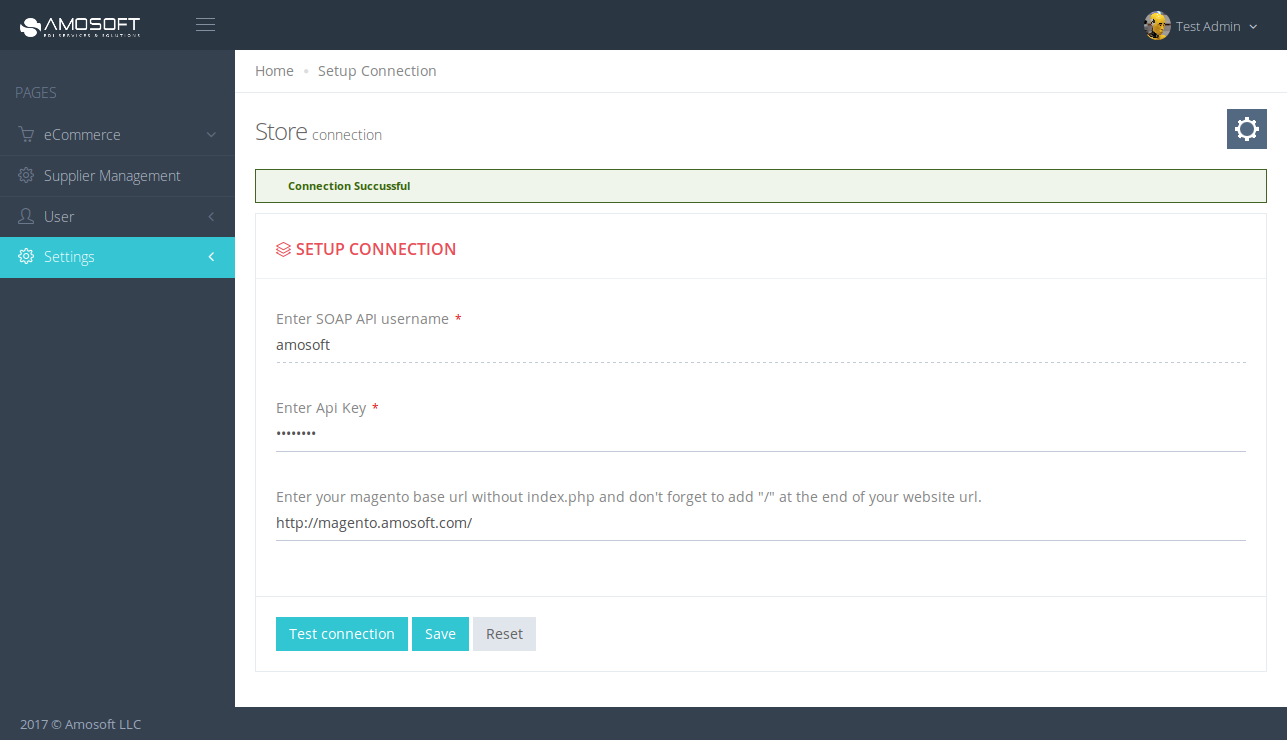 AMOSOFT
EDI SERVICES & SOLUTIONS
Test Admin
Home • Setup Connection
PAGES
eCommerce
Supplier Management
User
Settings
Store connection
Connection Succussful
SETUP CONNECTION
Enter SOAP API username *
amosoft
Enter Api Key *
••••••••
Enter your magento base url without index.php and don't forget to add "/" at the end of your website url.
http://magento.amosoft.com/
Test connection Save Reset
2017 © Amosoft LLC